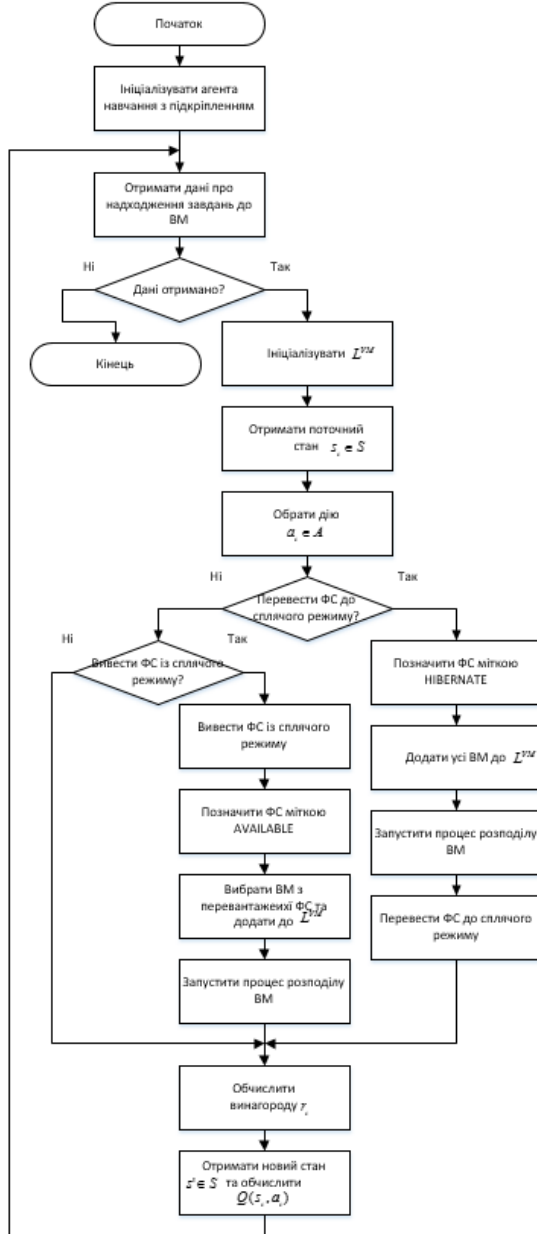 Початок
Ініціалізувати агента
навчання з підкріпленням
Отримати дані про
надходження завдань до
ВМ
Ні
Так
Дані отримано?
Кінець
Ініціалізувати L^VM
Отримати поточний
стан s_t ∈ S
Обрати дію
a_t ∈ A
Ні
Так
Перевести ФС до
сплячого режиму?
Ні
Так
Вивести ФС із сплячого
режиму?
Позначити ФС міткою
HIBERNATE
Вивести ФС із сплячого
режиму
Додати усі ВМ до L^VM
Позначити ФС міткою
AVAILABLE
Запустити процес розподілу
ВМ
Вибрати ВМ з
перевантажеихі ФС та
додати до L^VM
Перевести ФС до сплячого
режиму
Запустити процес розподілу
ВМ
Обчислити
винагороду r_t
Отримати новий стан
s' ∈ S та обчислити
Q(s_t, a_t)